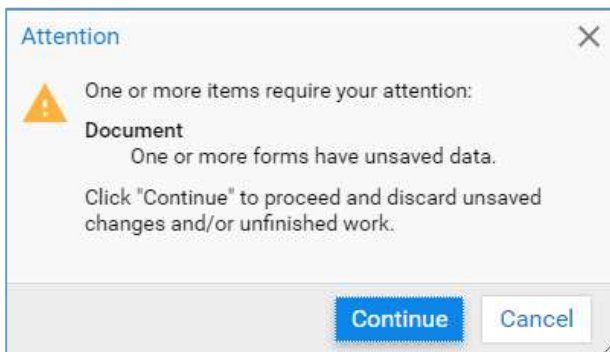 Attention
One or more items require your attention:
Document
One or more forms have unsaved data.
Click "Continue" to proceed and discard unsaved
changes and/or unfinished work.
Continue Cancel